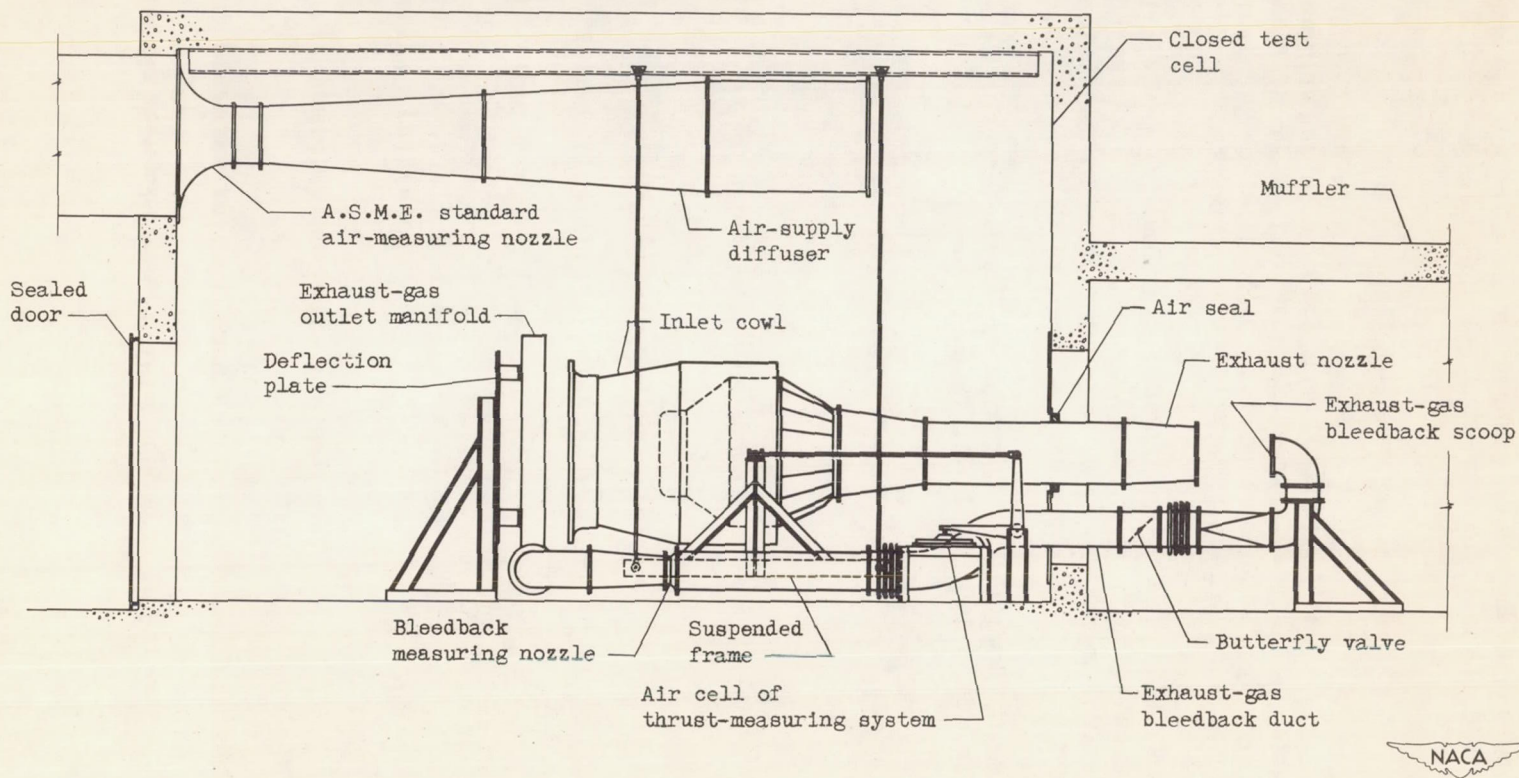 Closed test
cell
Muffler
A.S.M.E. standard
air-measuring nozzle
Air-supply
diffuser
Sealed
door
Exhaust-gas
outlet manifold
Inlet cowl
Air seal
Deflection
plate
Exhaust nozzle
Exhaust-gas
bleedback scoop
Bleedback
measuring nozzle
Suspended
frame
Butterfly valve
Air cell of
thrust-measuring system
Exhaust-gas
bleedback duct
NACA